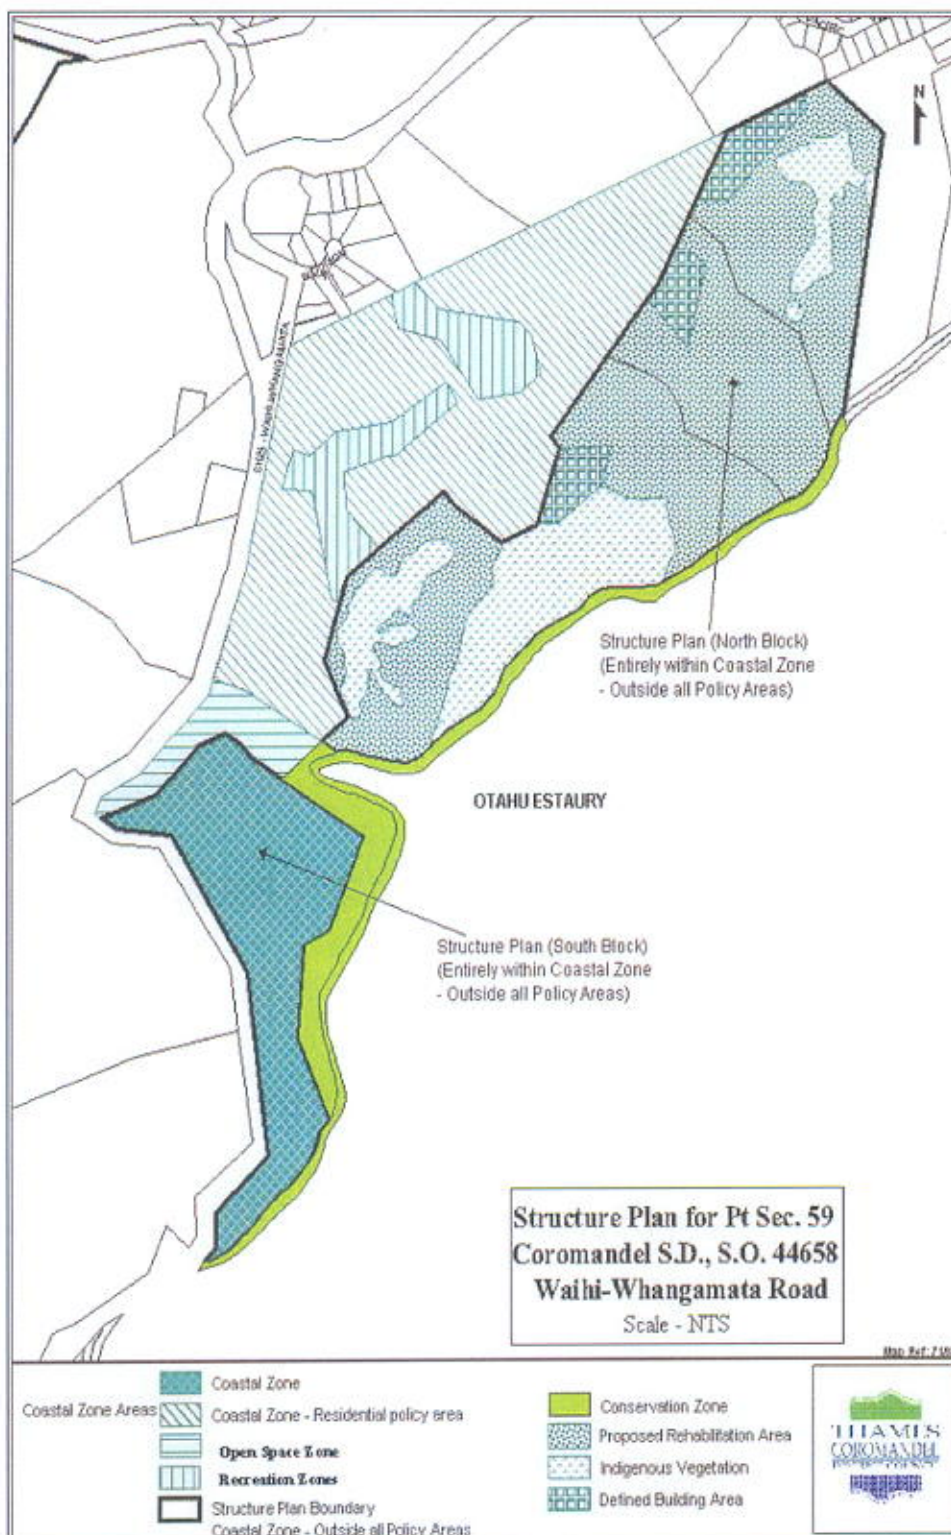 N
Structure Plan (North Block)
(Entirely within Coastal Zone
- Outside all Policy Areas)
OTAHU ESTAURY
Structure Plan (South Block)
(Entirely within Coastal Zone
- Outside all Policy Areas)
Structure Plan for Pt Sec. 59
Coromandel S.D., S.O. 44658
Waihi-Whangamata Road
Scale - NTS
Map Ref:
Coastal Zone Areas
Coastal Zone
Coastal Zone - Residential policy area
Open Space Zone
Recreation Zones
Structure Plan Boundary
Coastal Zone - Outside all Policy Areas
Conservation Zone
Proposed Rehabilitation Area
Indigenous Vegetation
Defined Building Area
THAMES
COROMANDEL